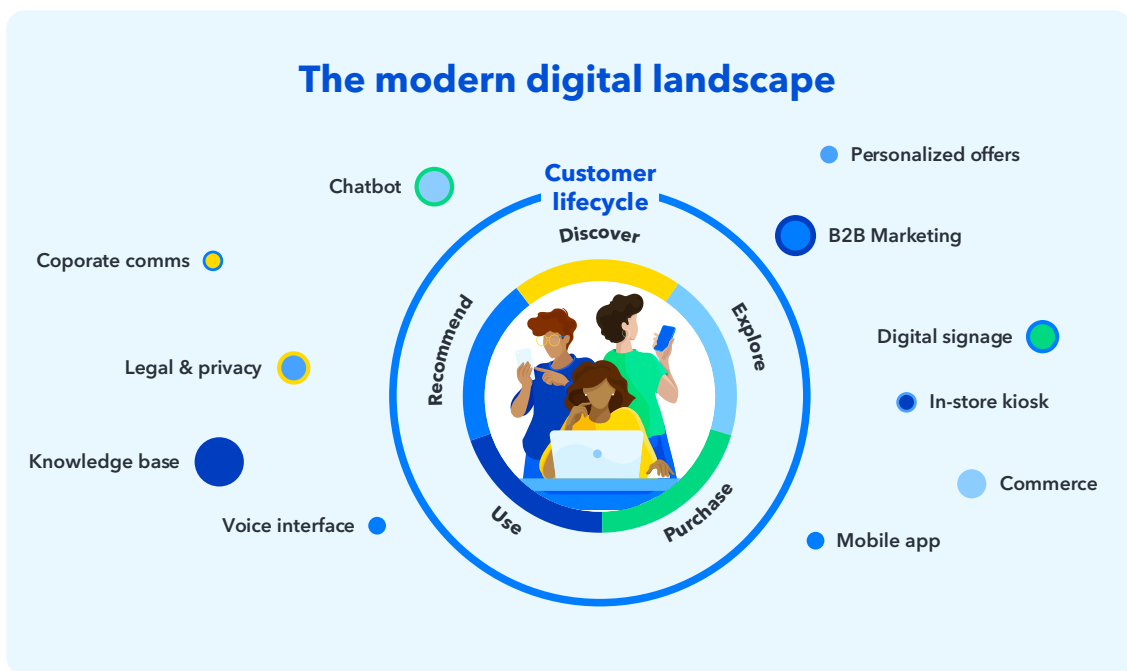 The modern digital landscape
Personalized offers
Chatbot
Customer
lifecycle
Discover
B2B Marketing
Coporate comms
Recommend
Explore
Digital signage
Legal & privacy
In-store kiosk
Knowledge base
Commerce
Use
Purchase
Voice interface
Mobile app